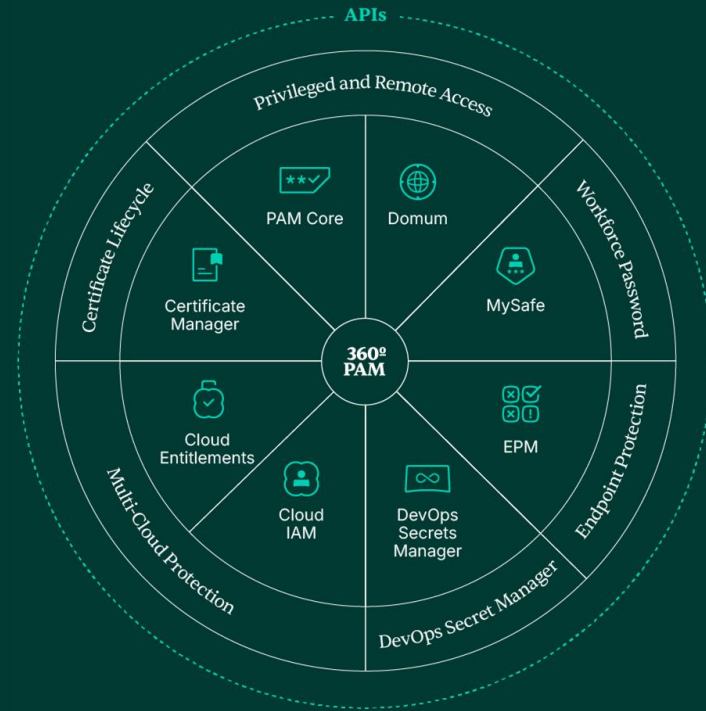 APIs
Privileged and Remote Access
Certificate Lifecycle
Workforce Password
PAM Core
Domum
MySafe
Certificate
Manager
360º
PAM
Cloud
Entitlements
EPM
Cloud
IAM
DevOps
Secrets
Manager
Endpoint Protection
Multi-Cloud Protection
DevOps Secret Manager